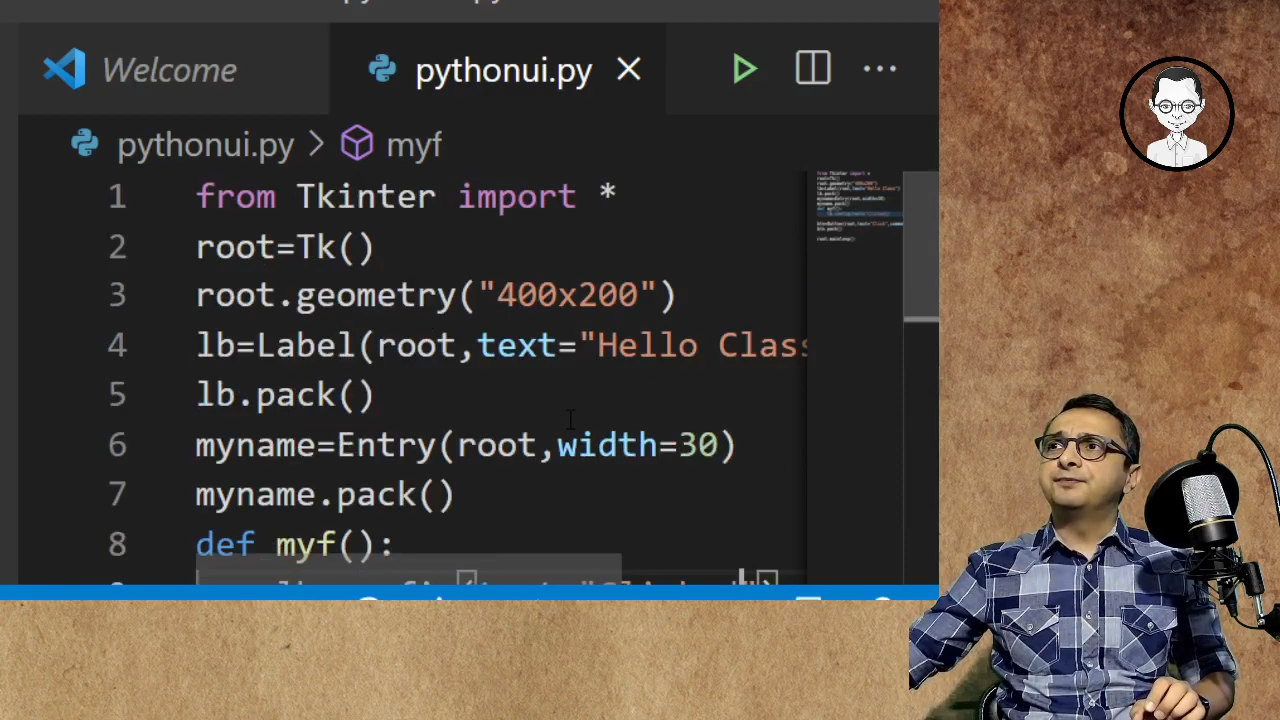 Welcome
pythonui.py
pythonui.py > myf
1 from Tkinter import *
2 root=Tk()
3 root.geometry("400x200")
4 lb=Label(root,text="Hello Class
5 lb.pack()
6 myname=Entry(root,width=30)
7 myname.pack()
8 def myf():